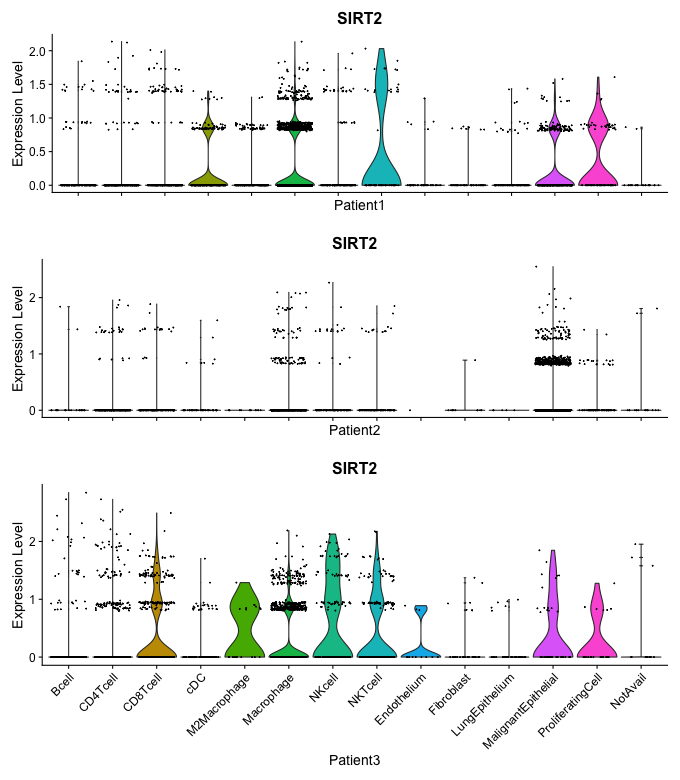 SIRT2
Expression Level
2.0
1.5
1.0
0.5
0.0
Patient1
SIRT2
Expression Level
2
1
0
Patient2
SIRT2
Expression Level
2
1
0
Bcell
CD4Tcell
CD8Tcell
cDC
M2Macrophage
Macrophage
NKcell
NKTcell
Endothelium
Fibroblast
LungEpithelium
MalignantEpithelial
ProliferatingCell
NotAvail
Patient3